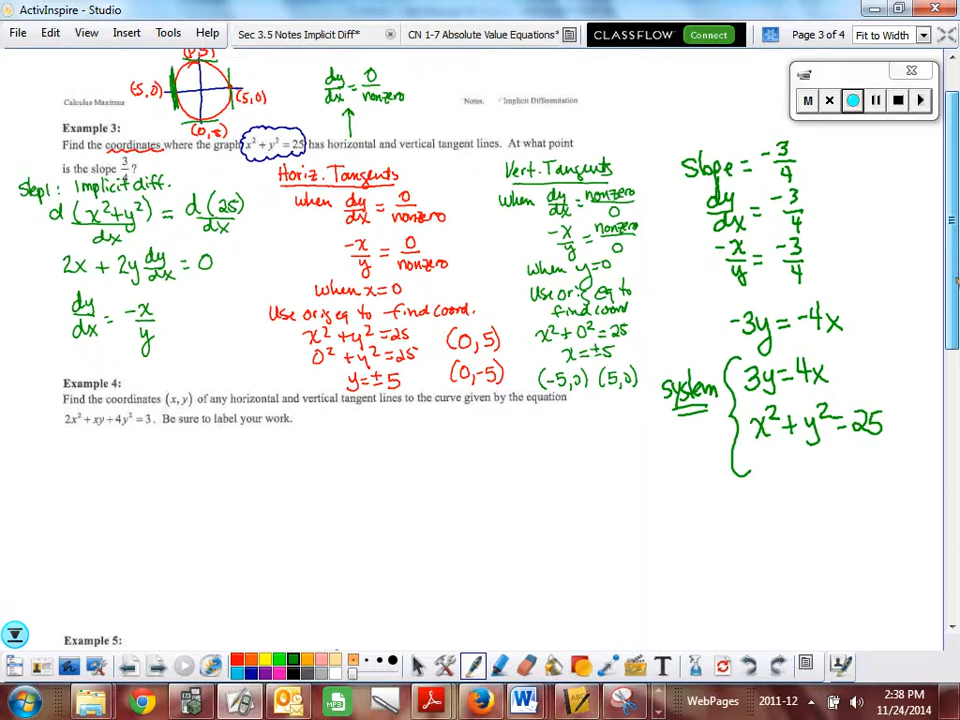 ActivInspire - Studio
File Edit View Insert Tools Help
Sec 3.5 Notes Implicit Diff*
CN 1-7 Absolute Value Equations*
CLASSFLOW Connect
Page 3 of 4
Fit to Width
(-5,0)
(5,0)
dy/dx = 0/nonzero
Calculus Maximus
Notes. Implicit Differentiation
Example 3:
Find the coordinates where the graph x² + y² = 25 has horizontal and vertical tangent lines. At what point
is the slope 3/4?
Step1: Implicit diff.
d(x²+y²)/dx = d(25)/dx
2x + 2y dy/dx = 0
dy/dx = -x/y
Horiz. Tangents
when dy/dx = 0/nonzero
-x/y = 0/nonzero
when x=0
Use orig eq to find coord.
x² + y² = 25
0² + y² = 25
y = ±5
(0,5)
(0,-5)
Vert. Tangents
when dy/dx = nonzero/0
-x/y = nonzero/0
when y=0
Use orig eq to
find coord
x² + 0² = 25
x = ±5
(-5,0) (5,0)
slope = -3/4
dy/dx = -3/4
-x/y = -3/4
-3y = -4x
system
3y = 4x
x² + y² = 25
Example 4:
Find the coordinates (x, y) of any horizontal and vertical tangent lines to the curve given by the equation
2x² + xy + 4y² = 3. Be sure to label your work.
Example 5:
WebPages
2011-12
2:38 PM
11/24/2014